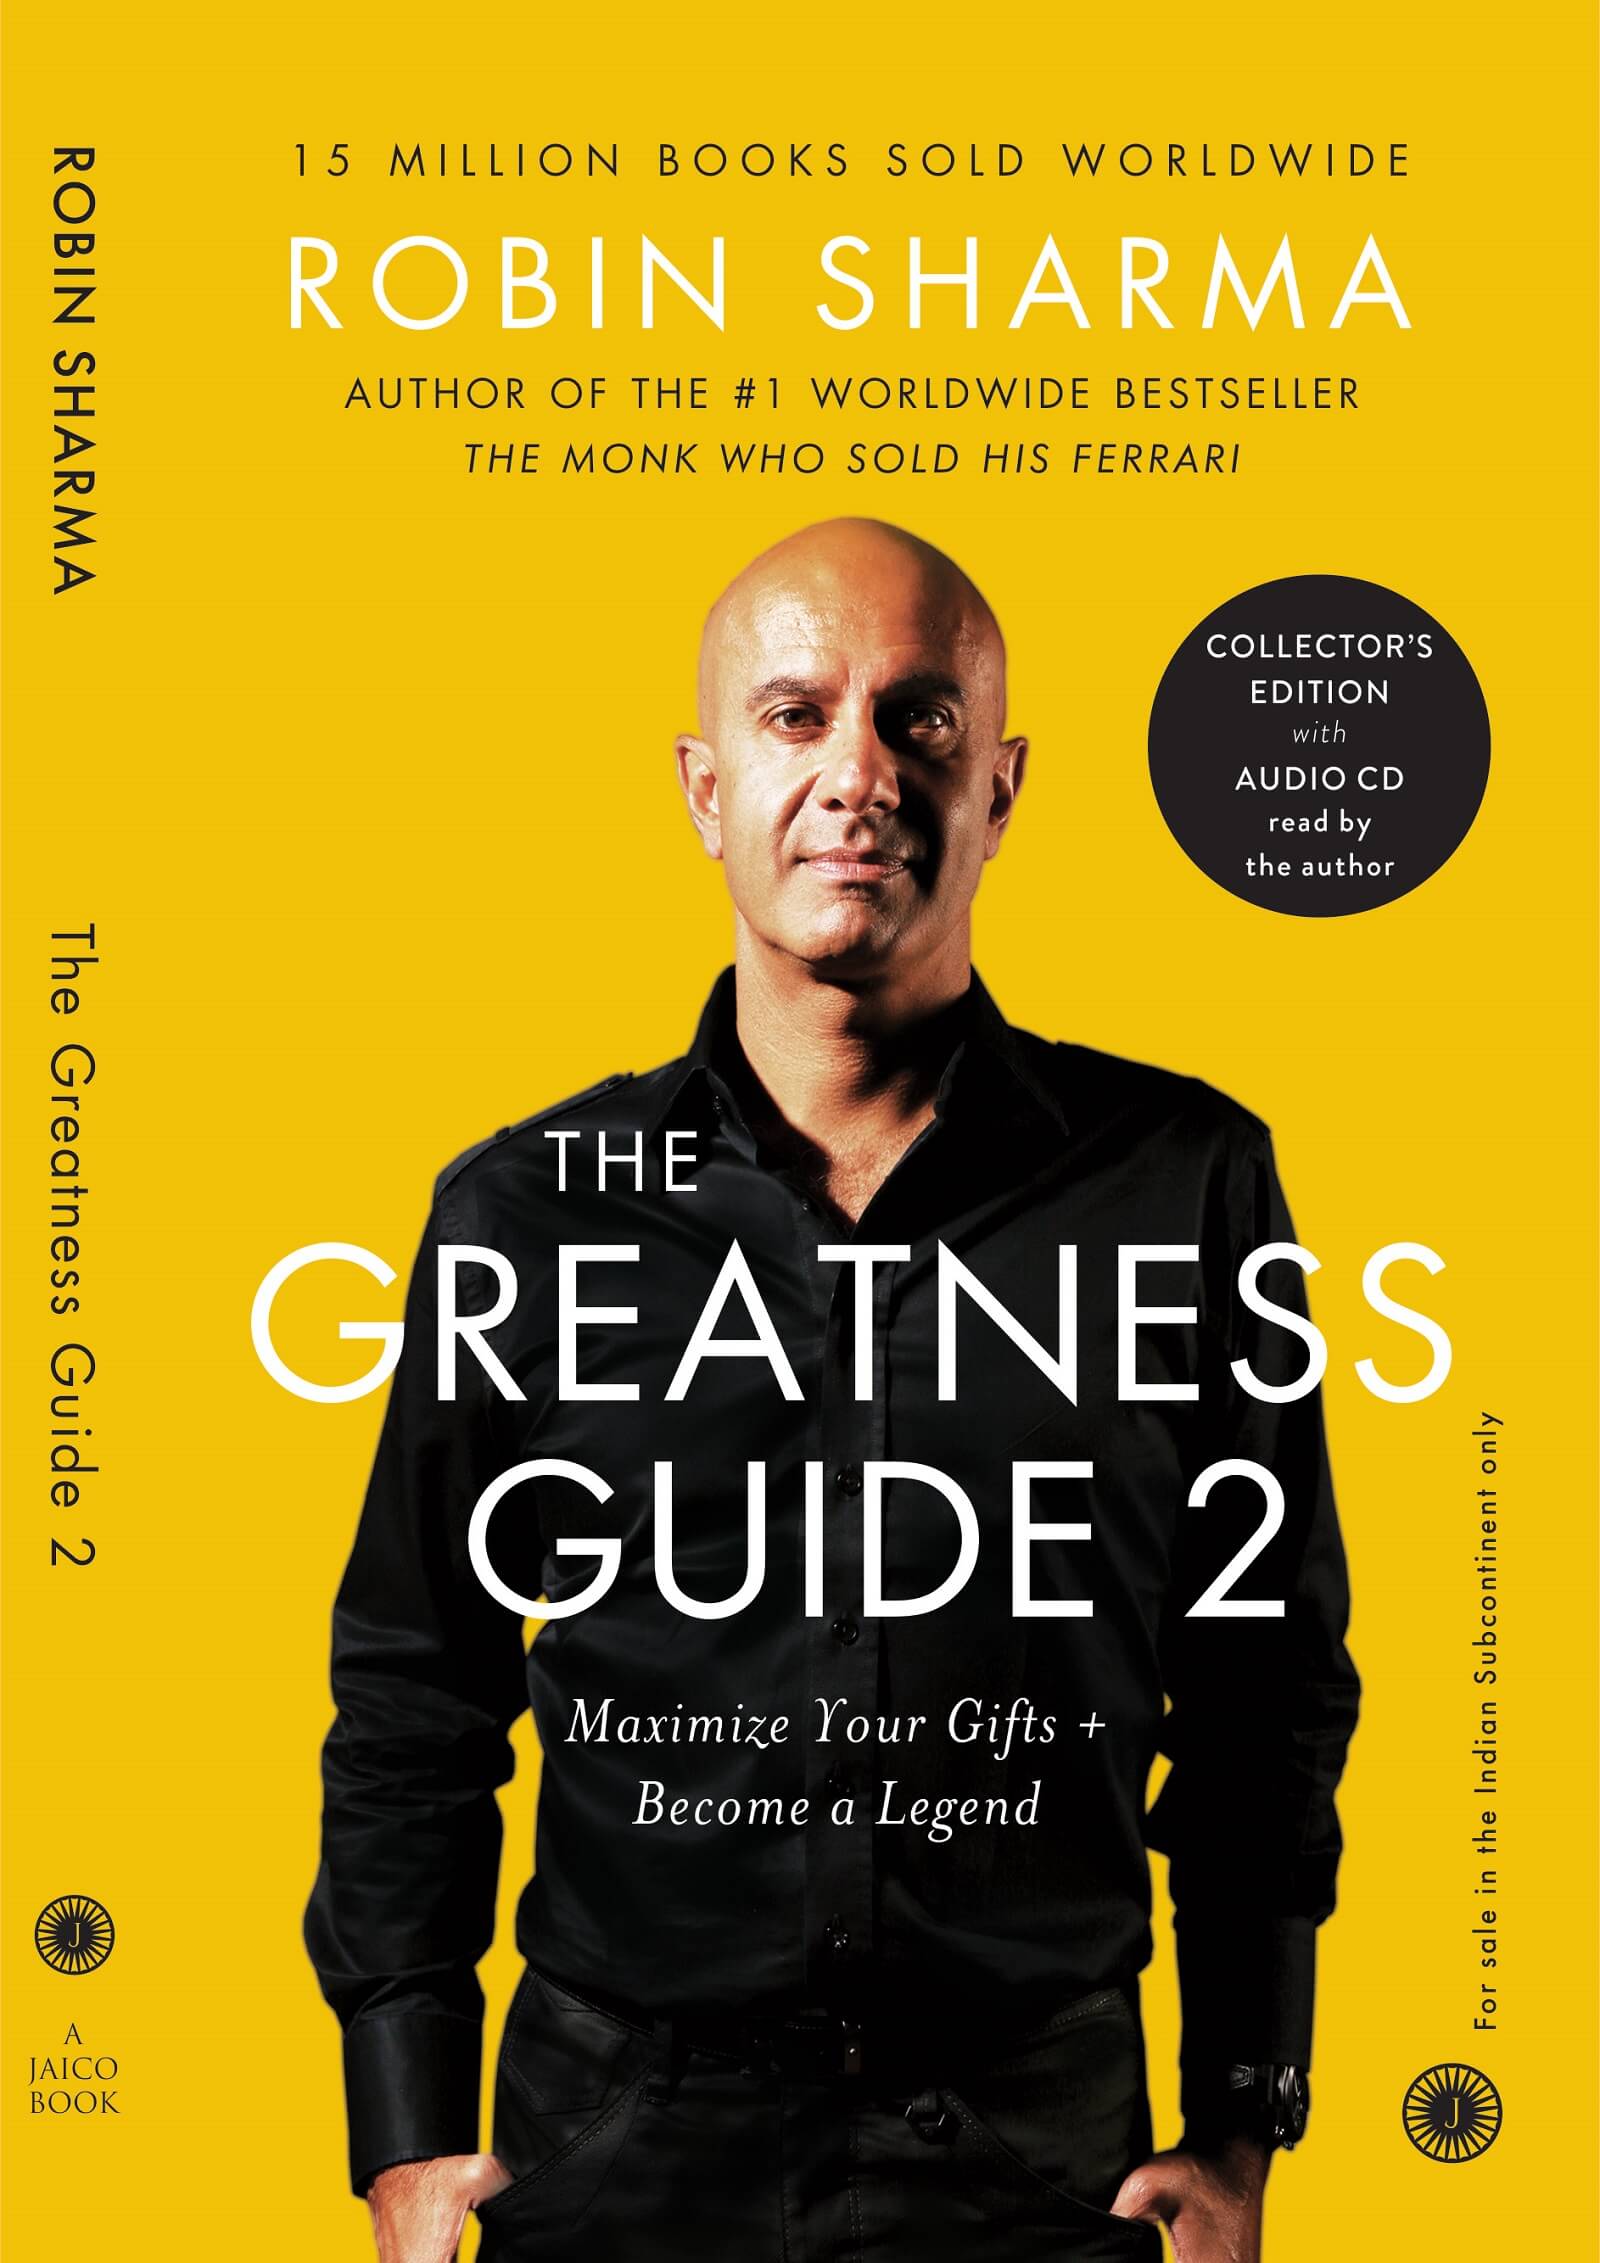 ROBIN SHARMA
The Greatness Guide 2
J
A
JAICO
BOOK
15 MILLION BOOKS SOLD WORLDWIDE
ROBIN SHARMA
AUTHOR OF THE #1 WORLDWIDE BESTSELLER
THE MONK WHO SOLD HIS FERRARI
COLLECTOR'S
EDITION
with
AUDIO CD
read by
the author
THE
GREATNESS
GUIDE 2
Maximize Your Gifts +
Become a Legend
For sale in the Indian Subcontinent only
J